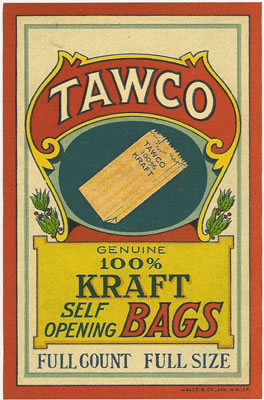 TAWCO
TAWCO
100%
KRAFT
GENUINE
100%
KRAFT
SELF
OPENING BAGS
FULL COUNT FULL SIZE